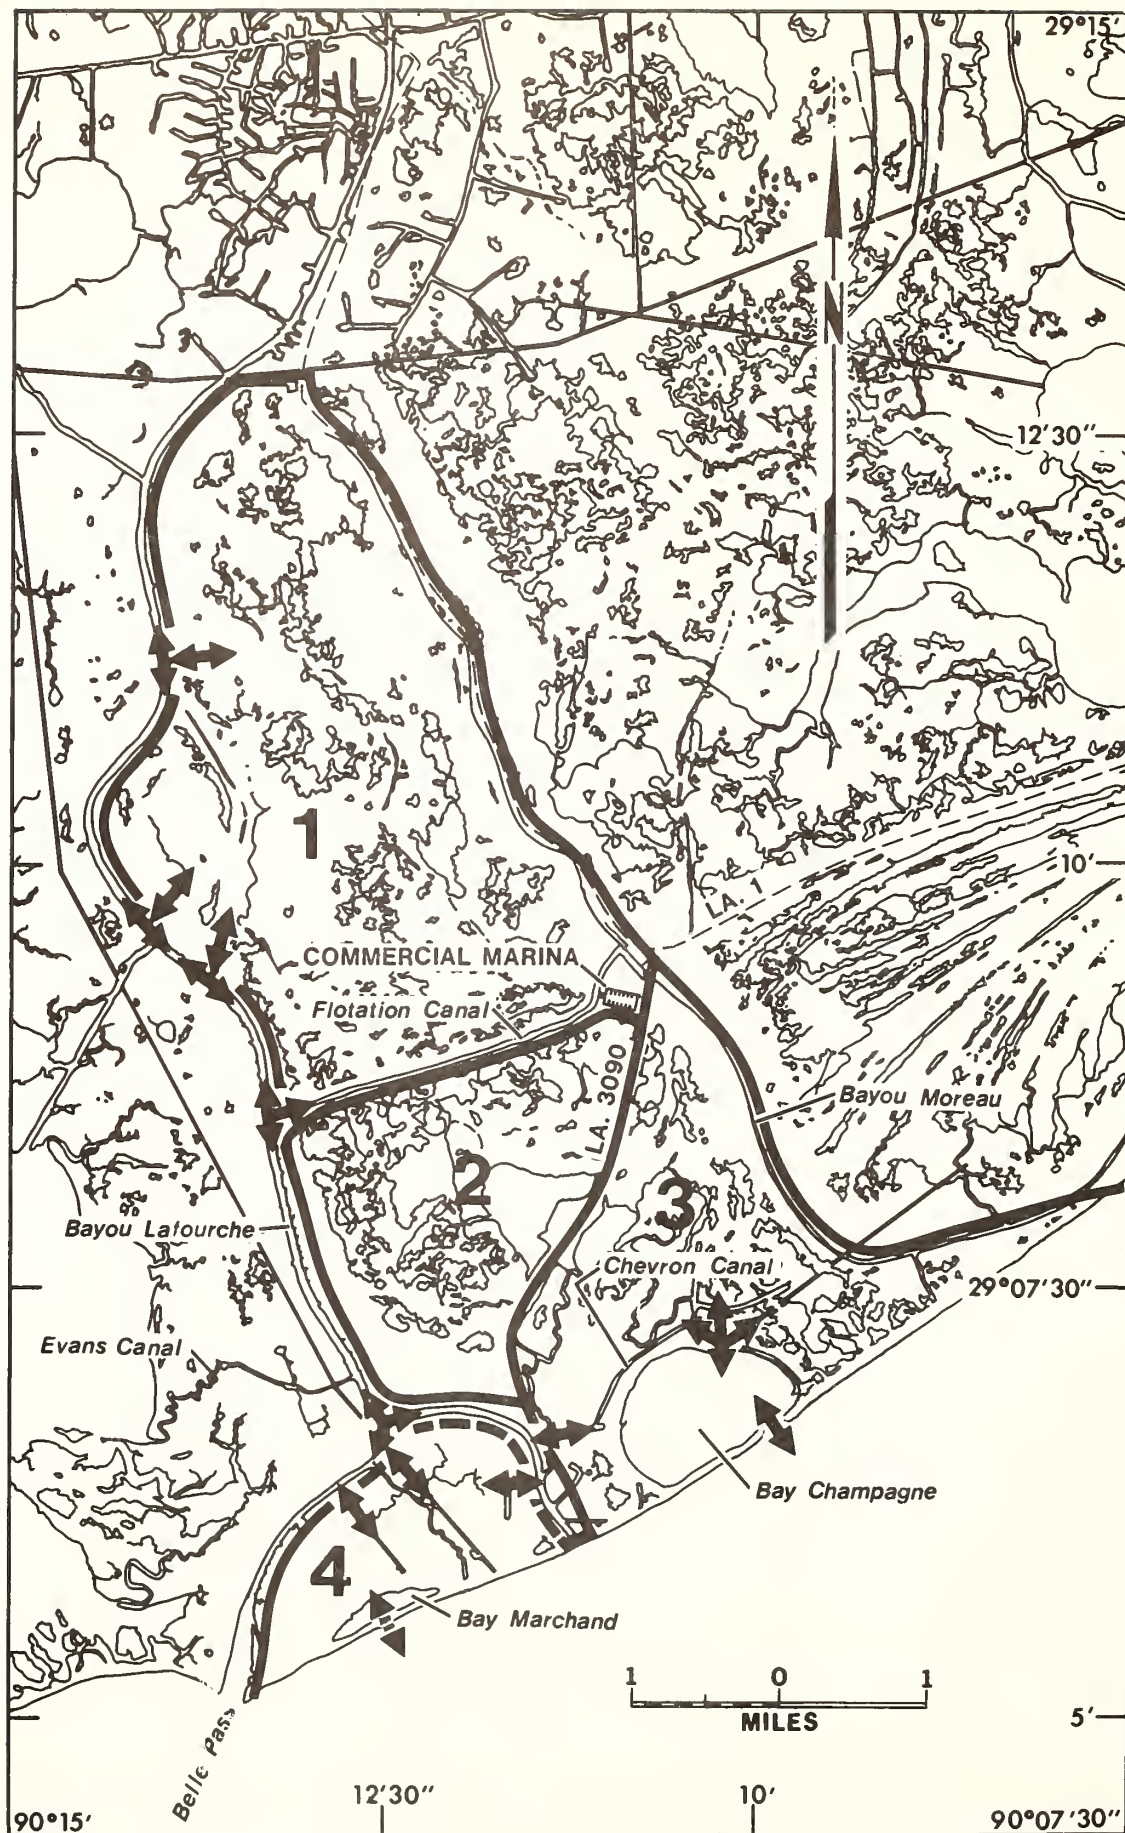 29°15'
N
12'30"
1
LA. 1
10'
COMMERCIAL MARINA
Flotation Canal
LA. 3090
Bayou Moreau
2
3
Bayou Lafourche
Chevron Canal
29°07'30"
Evans Canal
Bay Champagne
4
Bay Marchand
1 0 1
MILES
5'
Belle Pass
12'30"
10'
90°15'
90°07'30"